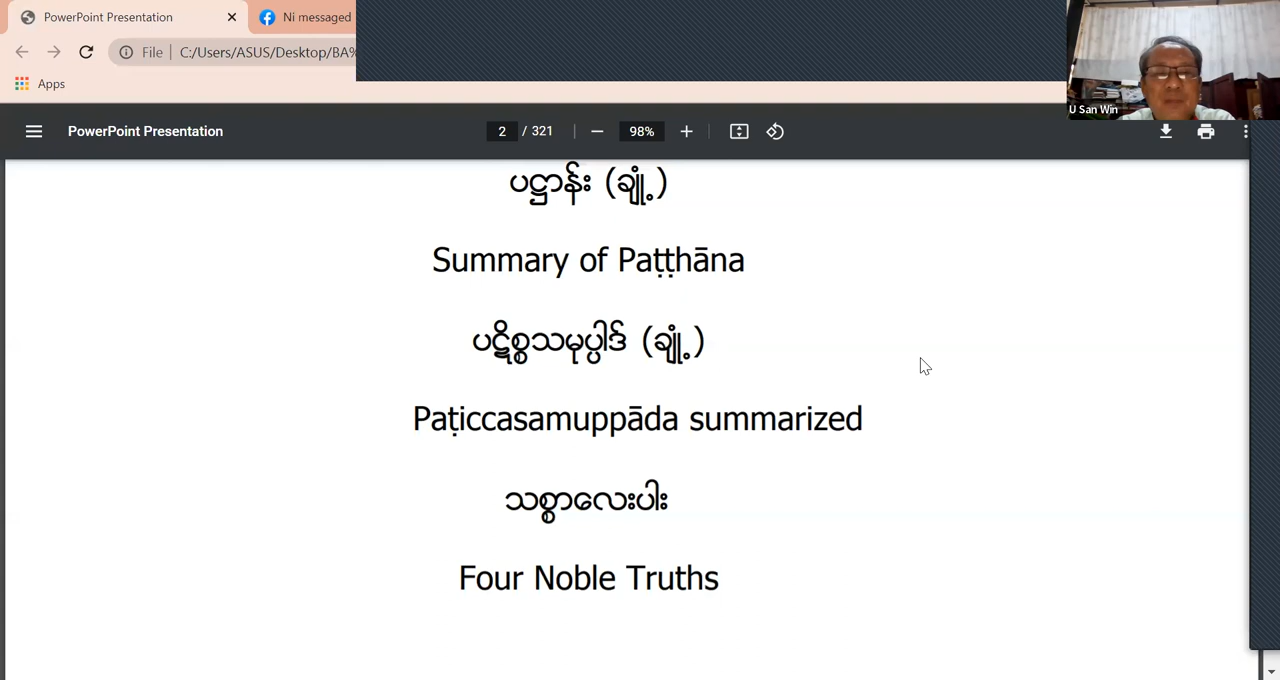 PowerPoint Presentation
Ni messaged
File
C:/Users/ASUS/Desktop/BA%
Apps
U San Win
PowerPoint Presentation
2 / 321
98%
ပဋ္ဌာန်း (ချုံ့)
Summary of Paṭṭhāna
ပဋိစ္စသမုပ္ပါဒ် (ချုံ့)
Paṭiccasamuppāda summarized
သစ္စာလေးပါး
Four Noble Truths